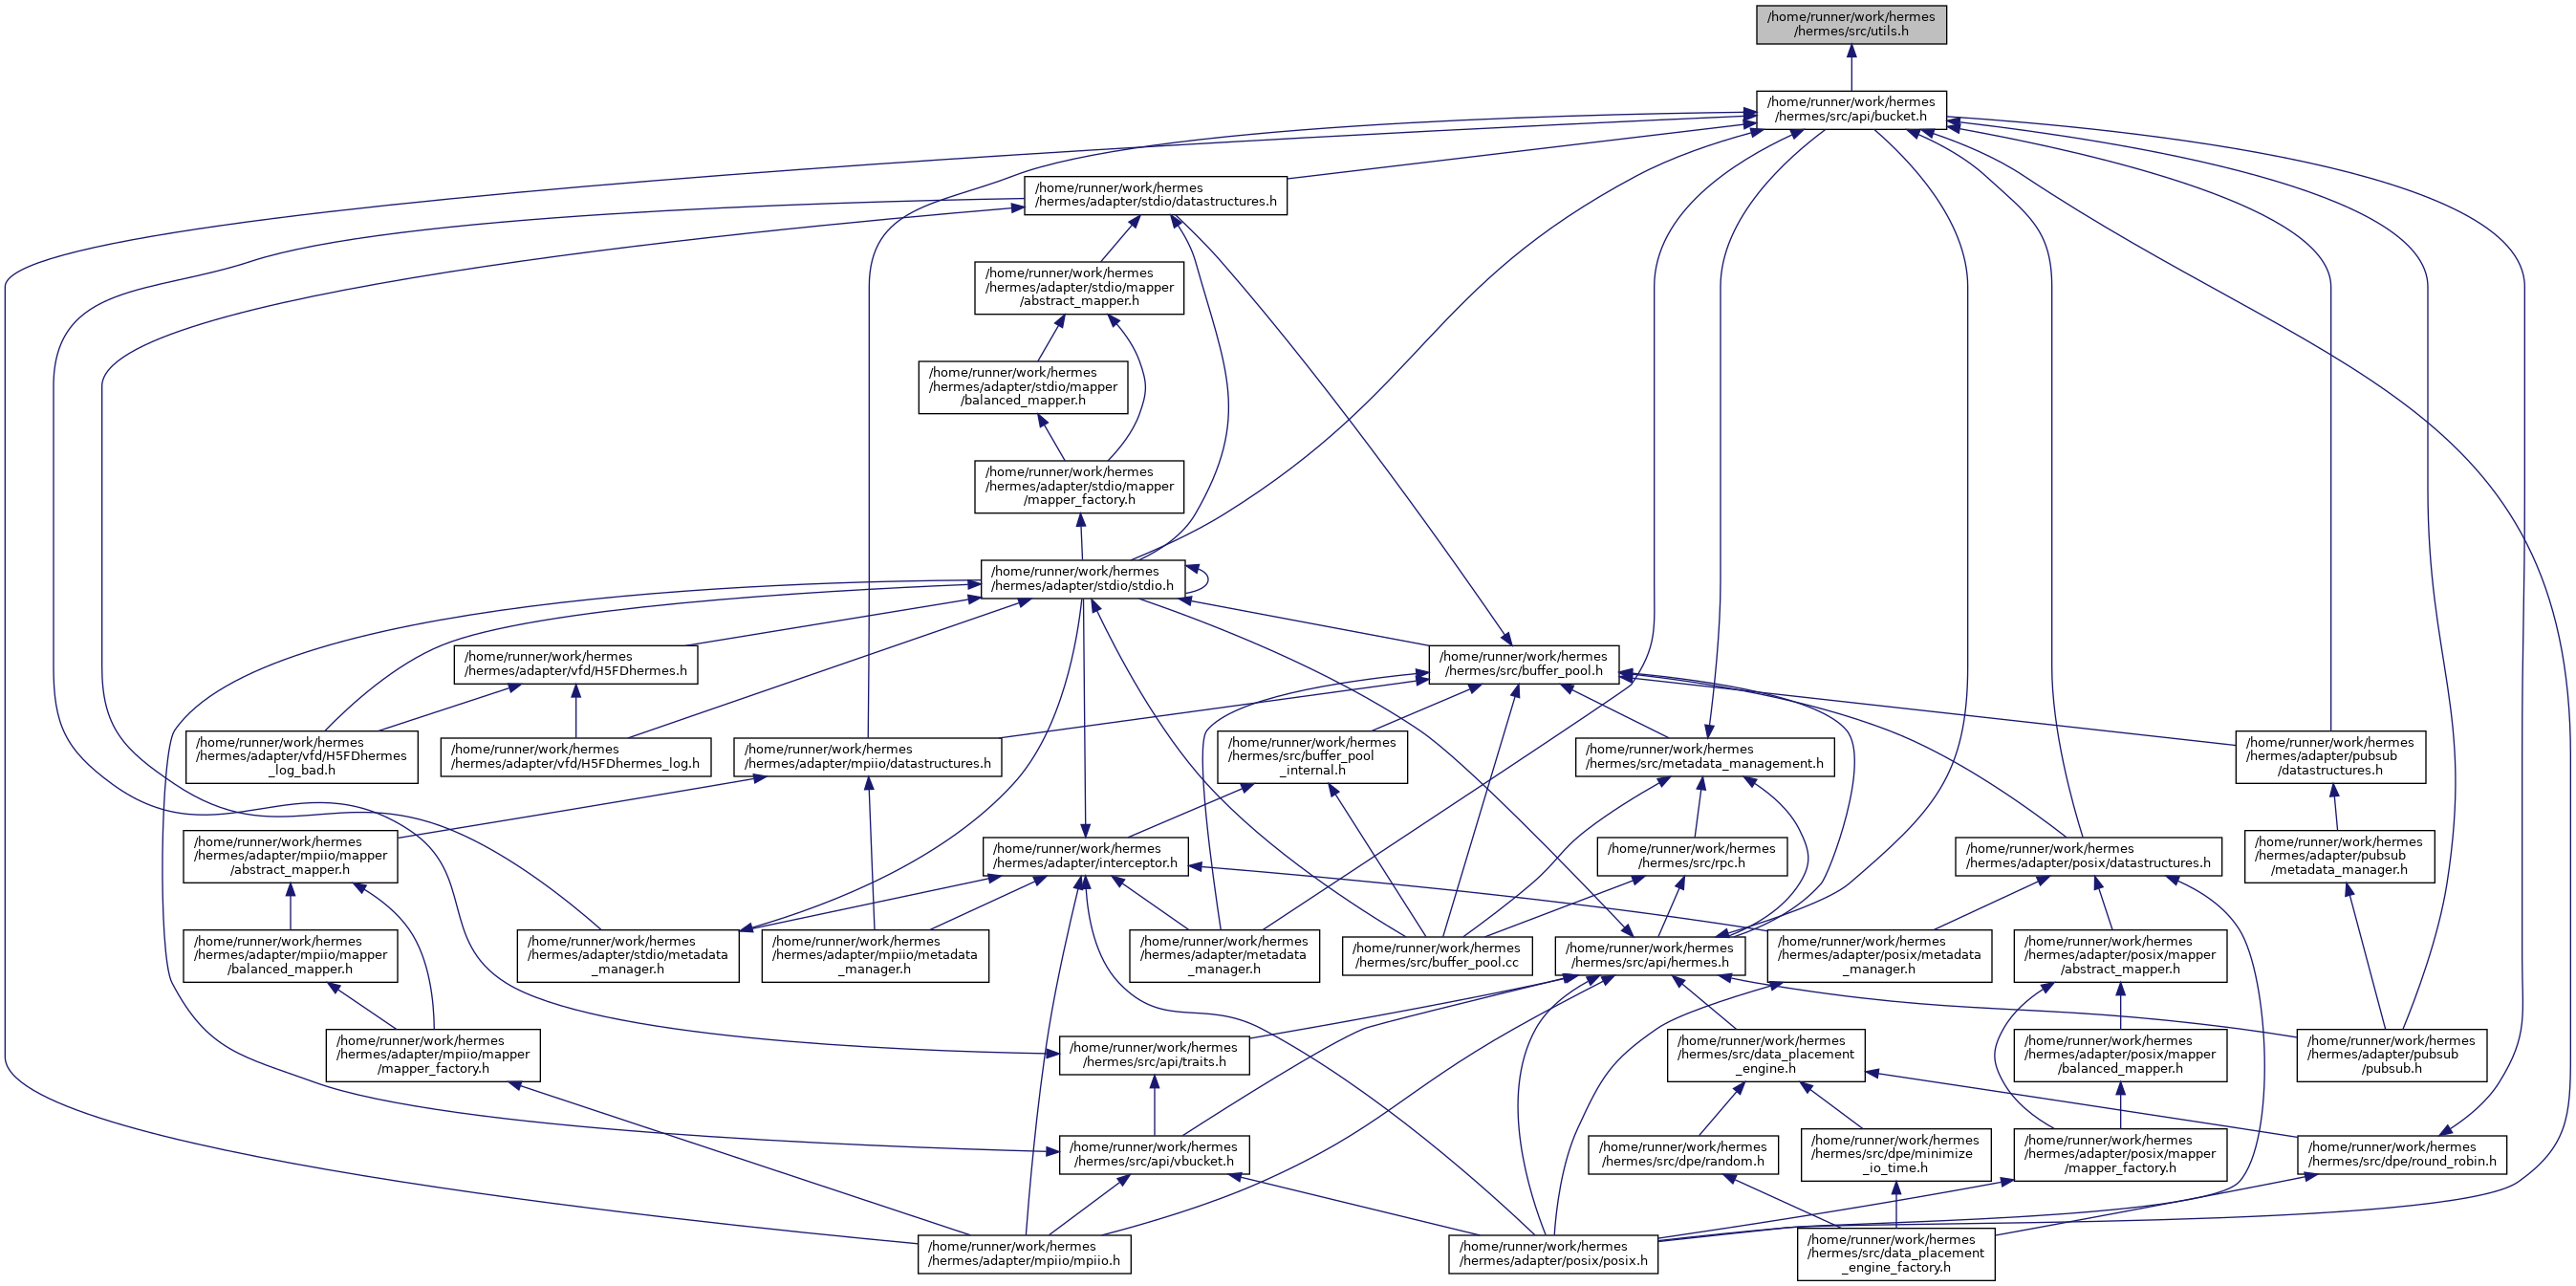 /home/runner/work/hermes
/hermes/src/utils.h
/home/runner/work/hermes
/hermes/src/api/bucket.h
/home/runner/work/hermes
/hermes/adapter/stdio/datastructures.h
/home/runner/work/hermes
/hermes/adapter/stdio/mapper
/abstract_mapper.h
/home/runner/work/hermes
/hermes/adapter/stdio/mapper
/balanced_mapper.h
/home/runner/work/hermes
/hermes/adapter/stdio/mapper
/mapper_factory.h
/home/runner/work/hermes
/hermes/adapter/stdio/stdio.h
/home/runner/work/hermes
/hermes/adapter/vfd/H5FDhermes.h
/home/runner/work/hermes
/hermes/src/buffer_pool.h
/home/runner/work/hermes
/hermes/adapter/vfd/H5FDhermes
_log_bad.h
/home/runner/work/hermes
/hermes/adapter/vfd/H5FDhermes_log.h
/home/runner/work/hermes
/hermes/adapter/mpiio/datastructures.h
/home/runner/work/hermes
/hermes/src/buffer_pool
_internal.h
/home/runner/work/hermes
/hermes/src/metadata_management.h
/home/runner/work/hermes
/hermes/adapter/pubsub
/datastructures.h
/home/runner/work/hermes
/hermes/adapter/mpiio/mapper
/abstract_mapper.h
/home/runner/work/hermes
/hermes/adapter/interceptor.h
/home/runner/work/hermes
/hermes/src/rpc.h
/home/runner/work/hermes
/hermes/adapter/posix/datastructures.h
/home/runner/work/hermes
/hermes/adapter/pubsub
/metadata_manager.h
/home/runner/work/hermes
/hermes/adapter/mpiio/mapper
/balanced_mapper.h
/home/runner/work/hermes
/hermes/adapter/stdio/metadata
_manager.h
/home/runner/work/hermes
/hermes/adapter/mpiio/metadata
_manager.h
/home/runner/work/hermes
/hermes/adapter/metadata
_manager.h
/home/runner/work/hermes
/hermes/src/buffer_pool.cc
/home/runner/work/hermes
/hermes/src/api/hermes.h
/home/runner/work/hermes
/hermes/adapter/posix/metadata
_manager.h
/home/runner/work/hermes
/hermes/adapter/posix/mapper
/abstract_mapper.h
/home/runner/work/hermes
/hermes/adapter/mpiio/mapper
/mapper_factory.h
/home/runner/work/hermes
/hermes/src/api/traits.h
/home/runner/work/hermes
/hermes/src/data_placement
_engine.h
/home/runner/work/hermes
/hermes/adapter/posix/mapper
/balanced_mapper.h
/home/runner/work/hermes
/hermes/adapter/pubsub
/pubsub.h
/home/runner/work/hermes
/hermes/src/api/vbucket.h
/home/runner/work/hermes
/hermes/src/dpe/random.h
/home/runner/work/hermes
/hermes/src/dpe/minimize
_io_time.h
/home/runner/work/hermes
/hermes/adapter/posix/mapper
/mapper_factory.h
/home/runner/work/hermes
/hermes/src/dpe/round_robin.h
/home/runner/work/hermes
/hermes/adapter/mpiio/mpiio.h
/home/runner/work/hermes
/hermes/adapter/posix/posix.h
/home/runner/work/hermes
/hermes/src/data_placement
_engine_factory.h